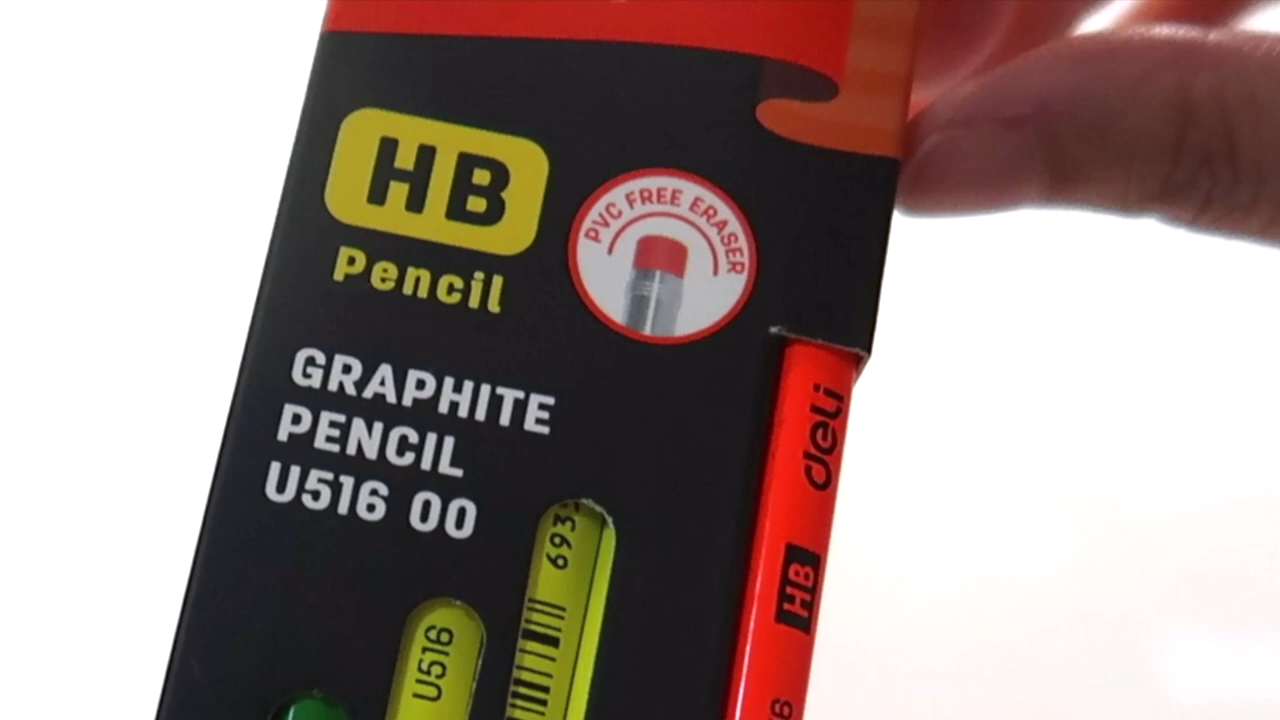 HB
Pencil
PVC FREE ERASER
GRAPHITE
PENCIL
U516 00
deli
HB
693
U516